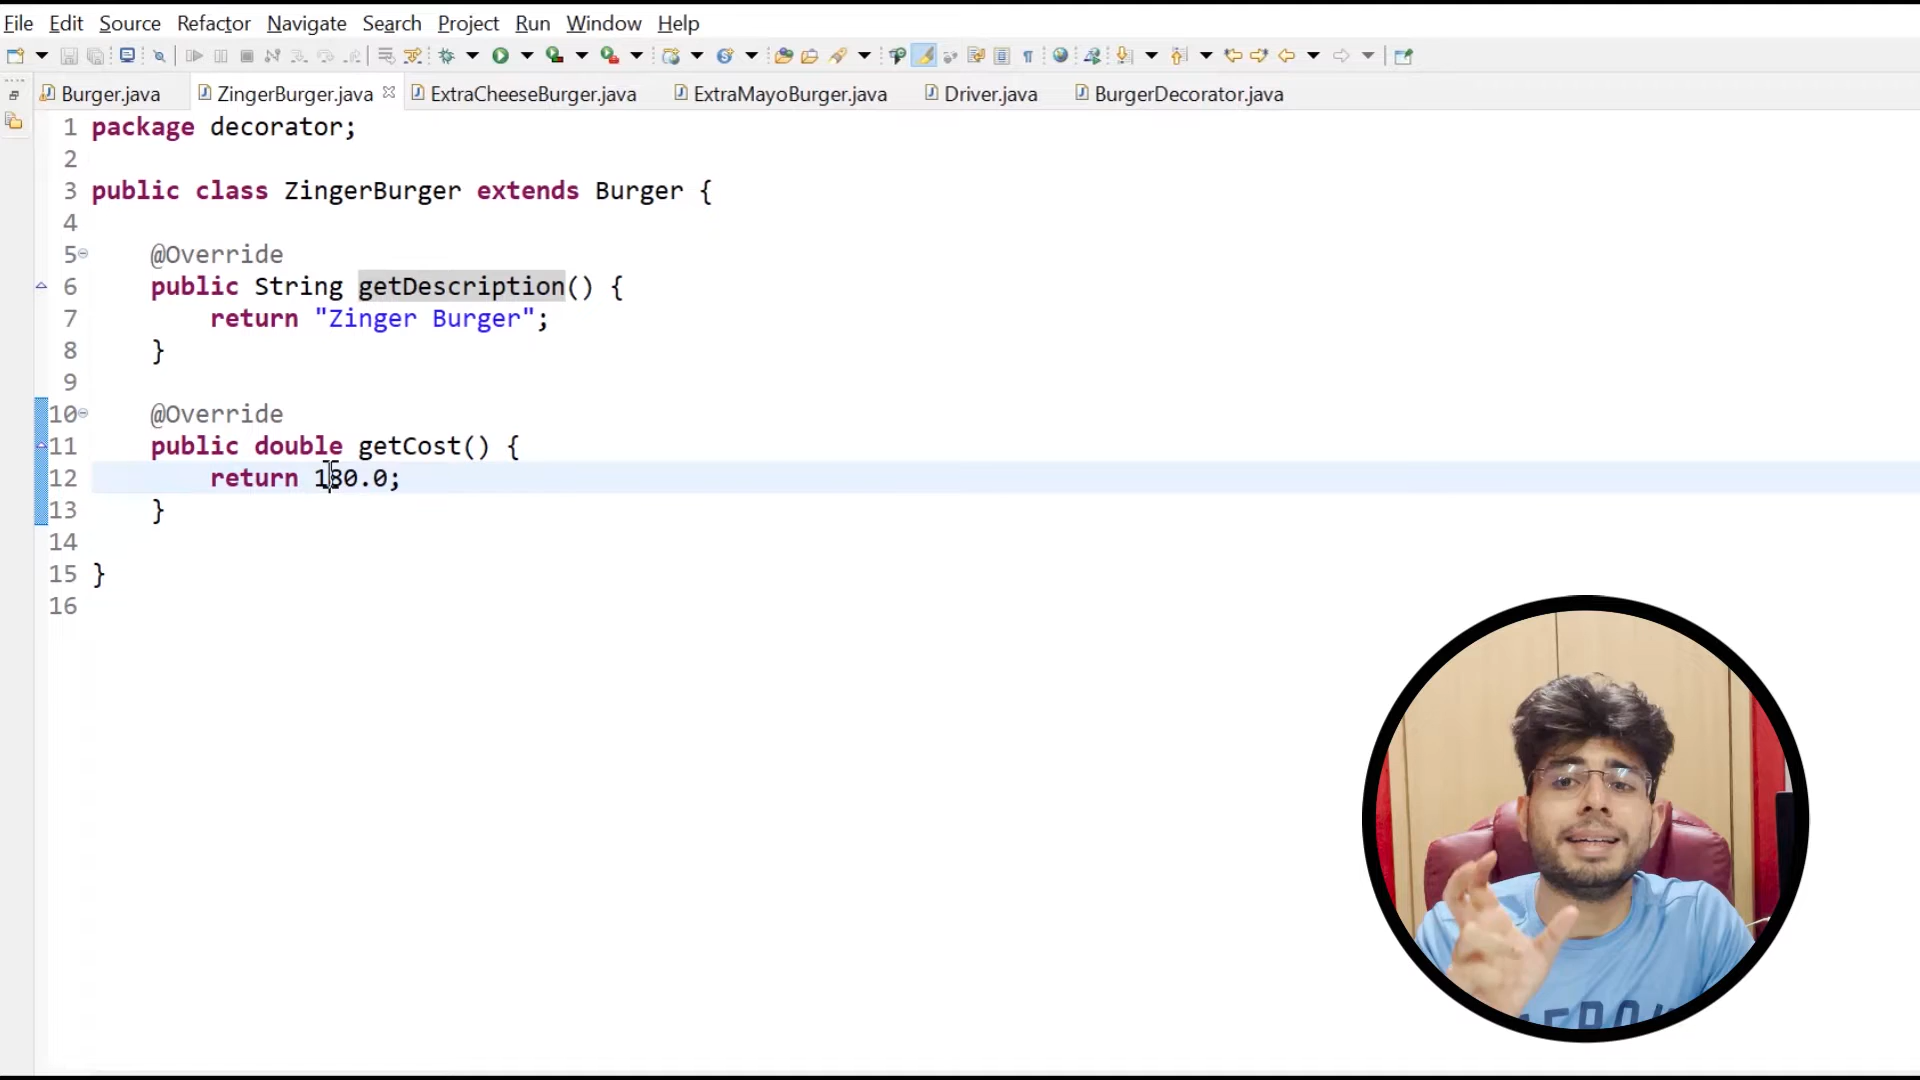 File Edit Source Refactor Navigate Search Project Run Window Help
Burger.java ZingerBurger.java ExtraCheeseBurger.java ExtraMayoBurger.java Driver.java BurgerDecorator.java
1 package decorator;
2
3 public class ZingerBurger extends Burger {
4
5 @Override
6 public String getDescription() {
7 return "Zinger Burger";
8 }
9
10 @Override
11 public double getCost() {
12 return 180.0;
13 }
14
15 }
16